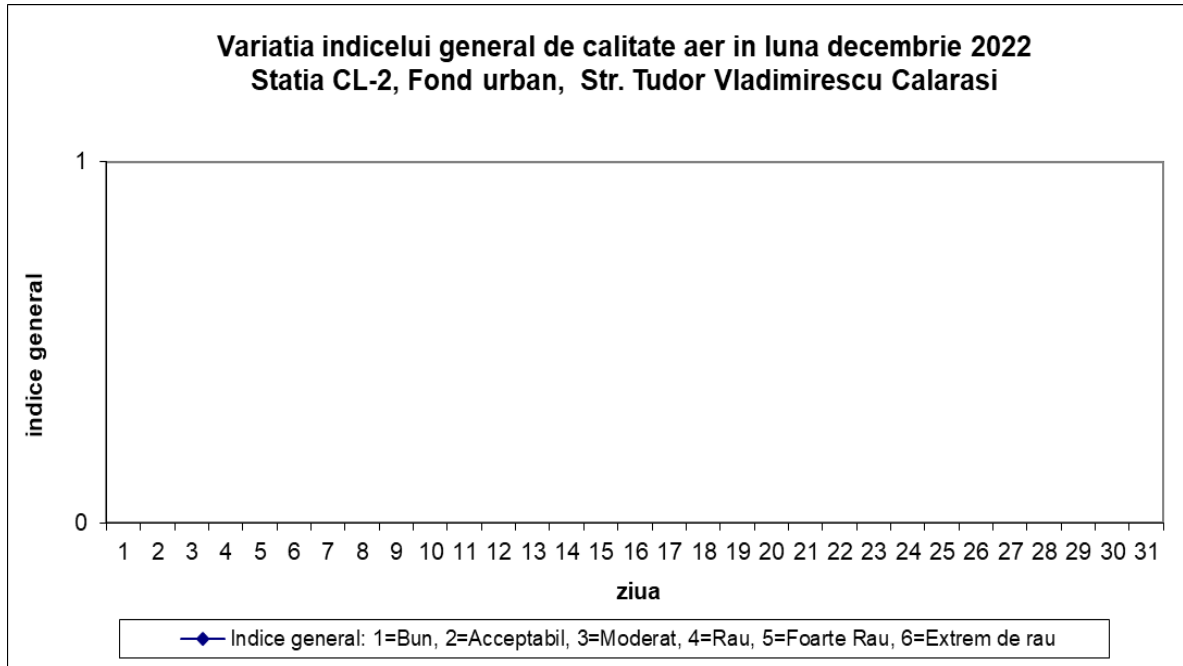 Variatia indicelui general de calitate aer in luna decembrie 2022
Statia CL-2, Fond urban, Str. Tudor Vladimirescu Calarasi
1
indice general
0
1 2 3 4 5 6 7 8 9 10 11 12 13 14 15 16 17 18 19 20 21 22 23 24 25 26 27 28 29 30 31
ziua
Indice general: 1=Bun, 2=Acceptabil, 3=Moderat, 4=Rau, 5=Foarte Rau, 6=Extrem de rau